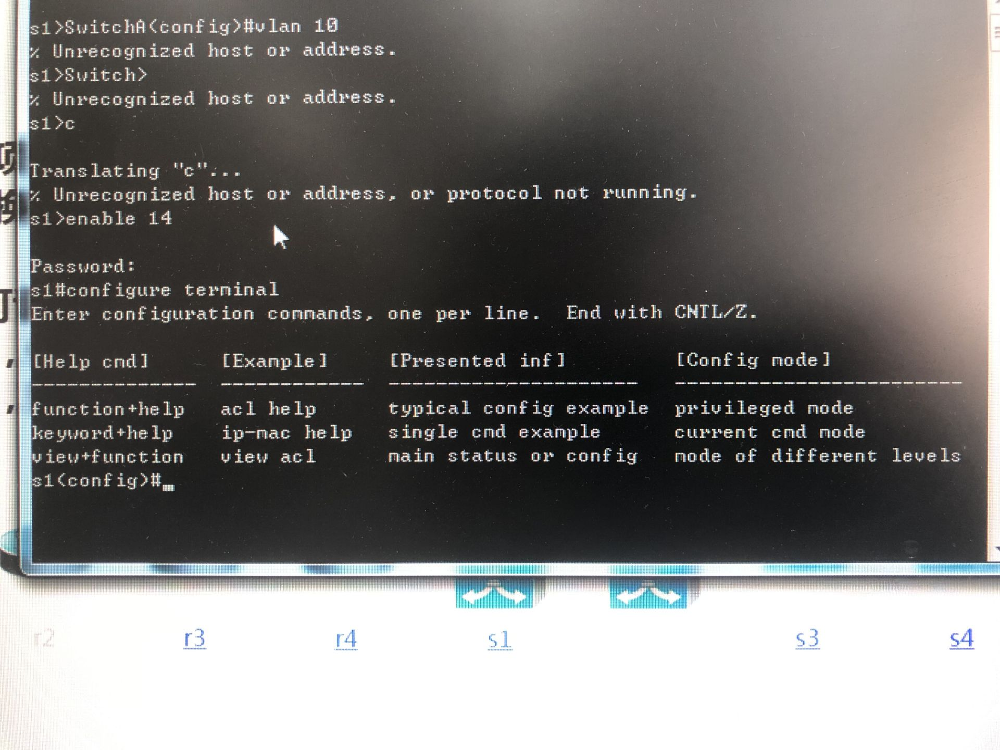 s1>SwitchA(config)#vlan 10
% Unrecognized host or address.
s1>Switch>
% Unrecognized host or address.
s1>c
Translating "c"...
% Unrecognized host or address, or protocol not running.
s1>enable 14
Password:
s1#configure terminal
Enter configuration commands, one per line.  End with CNTL/Z.
[Help cmd] [Example] [Presented inf] [Config mode]
-------------- ------------ --------------------- ------------------------
function+help acl help typical config example privileged mode
keyword+help ip-mac help single cmd example current cmd mode
view+function view acl main status or config mode of different levels
s1(config)#_
r2 r3 r4 s1 s3 s4